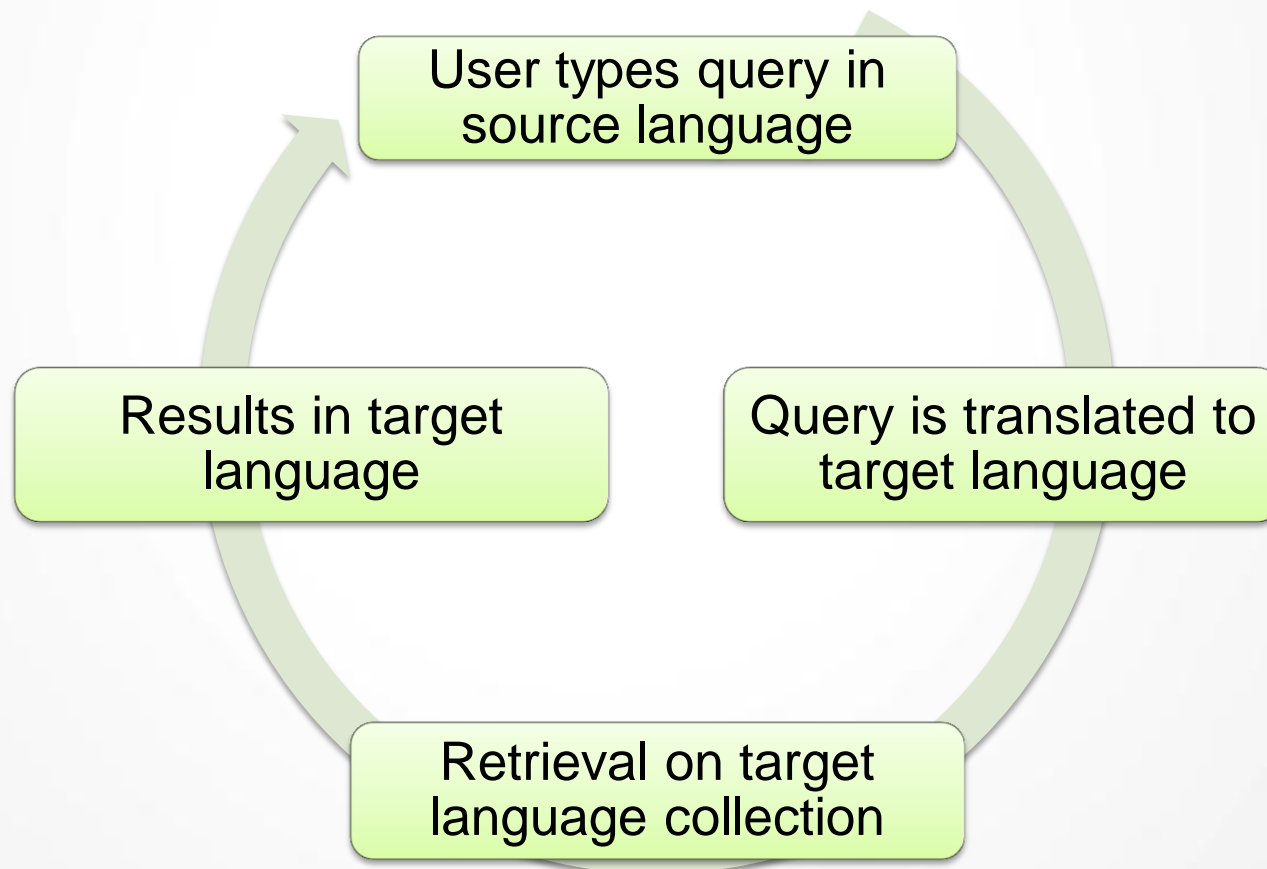 User types query in
source language
Query is translated to
target language
Retrieval on target
language collection
Results in target
language